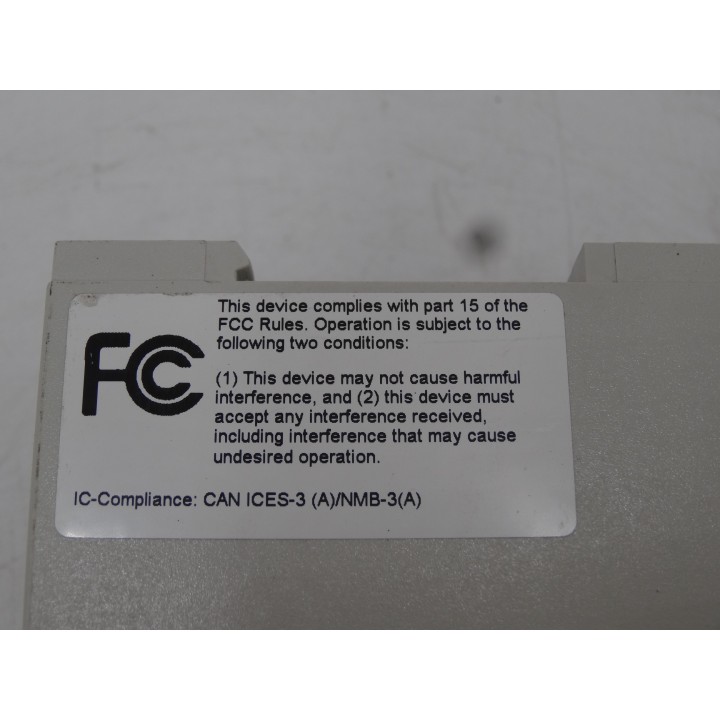 This device complies with part 15 of the
FCC Rules. Operation is subject to the
following two conditions:
FCC
(1) This device may not cause harmful
interference, and (2) this device must
accept any interference received,
including interference that may cause
undesired operation.
IC-Compliance: CAN ICES-3 (A)/NMB-3(A)